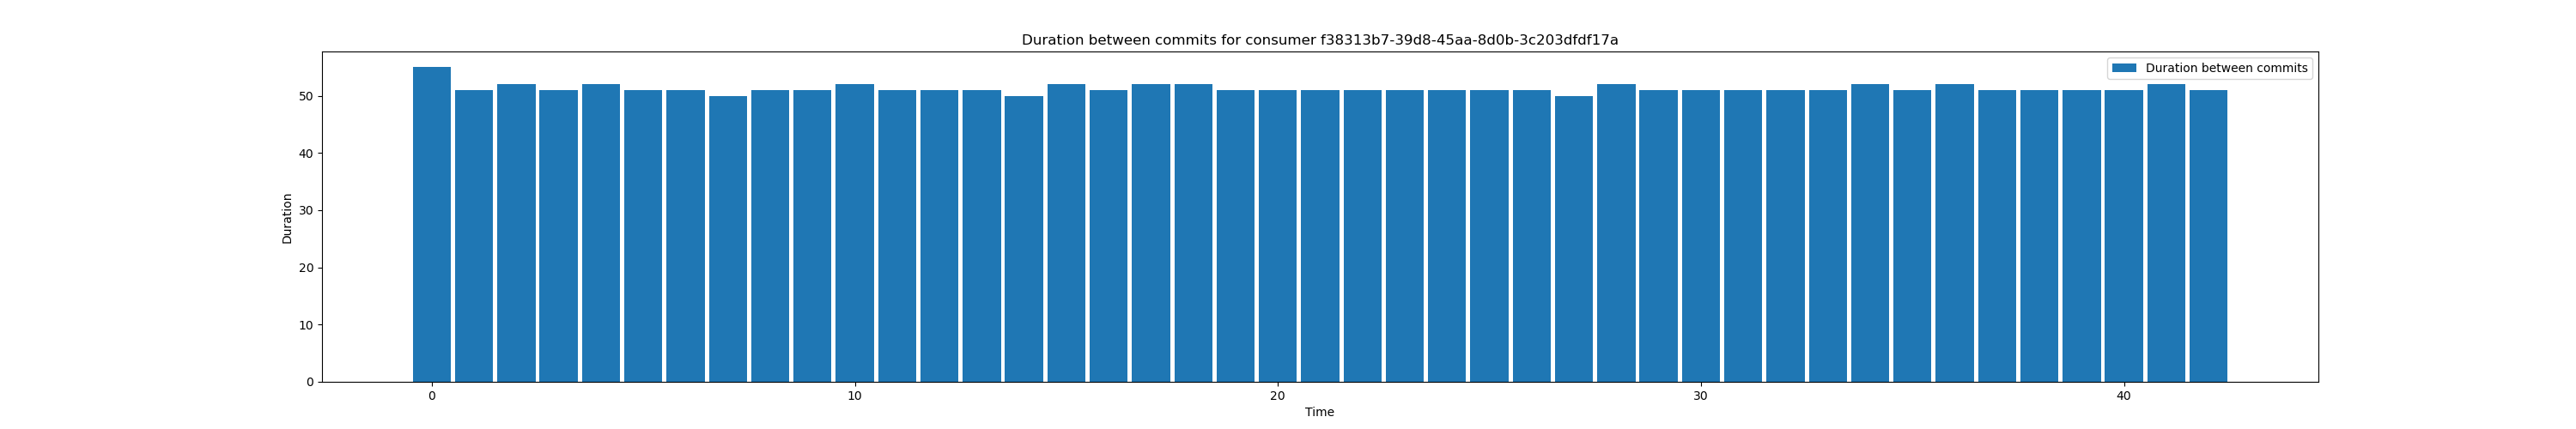 Duration between commits for consumer f38313b7-39d8-45aa-8d0b-3c203dfdf17a
Duration between commits
50
40
30
20
10
0
Duration
0 10 20 30 40
Time